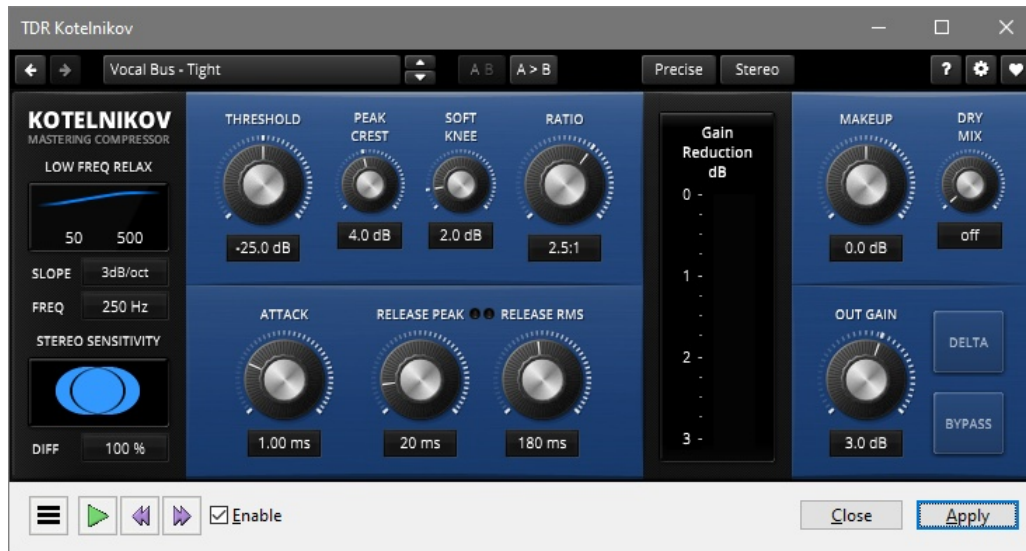 TDR Kotelnikov
Vocal Bus - Tight
A B
A > B
Precise
Stereo
?
KOTELNIKOV
MASTERING COMPRESSOR
LOW FREQ RELAX
50 500
SLOPE 3dB/oct
FREQ 250 Hz
STEREO SENSITIVITY
DIFF 100 %
THRESHOLD
-25.0 dB
PEAK
CREST
4.0 dB
SOFT
KNEE
2.0 dB
RATIO
2.5:1
ATTACK
1.00 ms
RELEASE PEAK
20 ms
RELEASE RMS
180 ms
Gain
Reduction
dB
0 -
1 -
2 -
3 -
MAKEUP
0.0 dB
DRY
MIX
off
OUT GAIN
3.0 dB
DELTA
BYPASS
Enable
Close
Apply